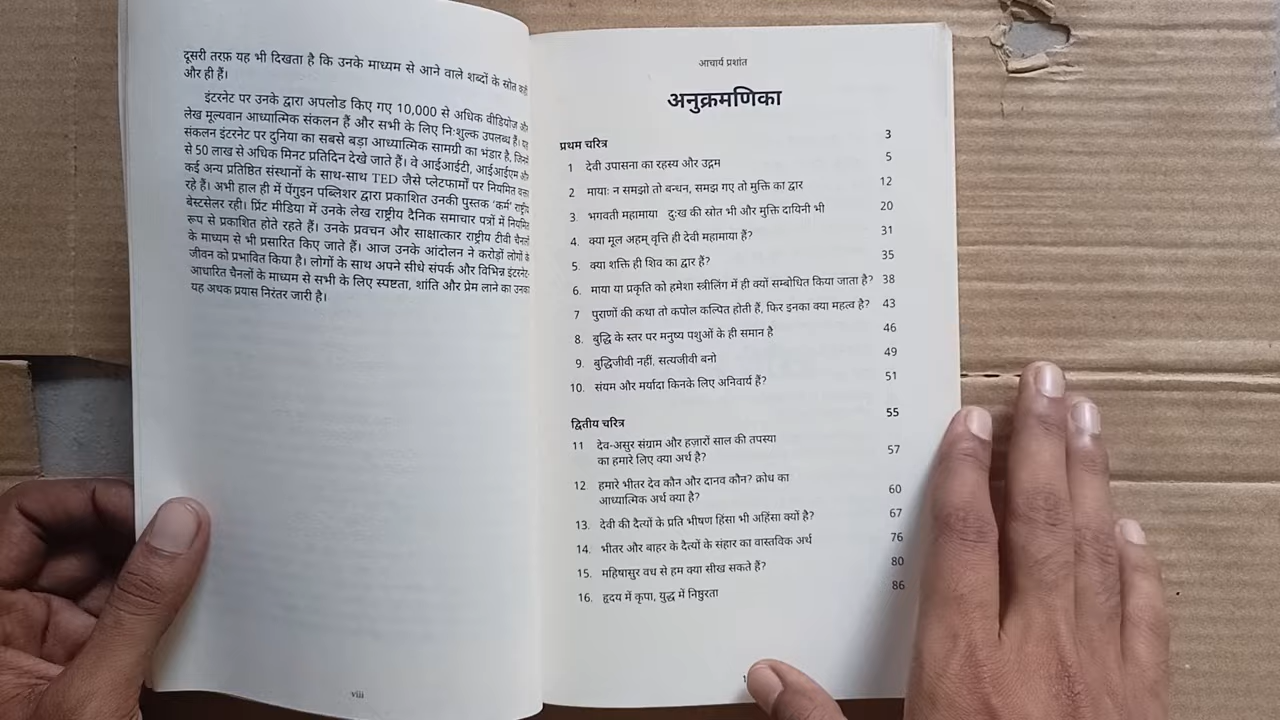 दूसरी तरफ़ यह भी दिखता है कि उनके माध्यम से आने वाले शब्दों के स्रोत कहीं
और ही हैं।
इंटरनेट पर उनके द्वारा अपलोड किए गए 10,000 से अधिक वीडियोज़ और
लेख मूल्यवान आध्यात्मिक संकलन हैं और सभी के लिए निःशुल्क उपलब्ध हैं। यह
संकलन इंटरनेट पर दुनिया का सबसे बड़ा आध्यात्मिक सामग्री का भंडार है, जिसमें
से 50 लाख से अधिक मिनट प्रतिदिन देखे जाते हैं। वे आईआईटी, आईआईएम और
कई अन्य प्रतिष्ठित संस्थानों के साथ-साथ TED जैसे प्लेटफार्मों पर नियमित वक्ता
रहे हैं। अभी हाल ही में पेंगुइन पब्लिशर द्वारा प्रकाशित उनकी पुस्तक 'कर्म' राष्ट्रीय
बेस्टसेलर रही। प्रिंट मीडिया में उनके लेख राष्ट्रीय दैनिक समाचार पत्रों में नियमित
रूप से प्रकाशित होते रहते हैं। उनके प्रवचन और साक्षात्कार राष्ट्रीय टीवी चैनलों
के माध्यम से भी प्रसारित किए जाते हैं। आज उनके आंदोलन ने करोड़ों लोगों के
जीवन को प्रभावित किया है। लोगों के साथ अपने सीधे संपर्क और विभिन्न इंटरनेट-
आधारित चैनलों के माध्यम से सभी के लिए स्पष्टता, शांति और प्रेम लाने का उनका
यह अथक प्रयास निरंतर जारी है।
viii
आचार्य प्रशांत
अनुक्रमणिका
प्रथम चरित्र 3
1 देवी उपासना का रहस्य और उद्गम 5
2 मायाः न समझो तो बन्धन, समझ गए तो मुक्ति का द्वार 12
3. भगवती महामाया दुःख की स्रोत भी और मुक्ति दायिनी भी 20
4. क्या मूल अहम् वृत्ति ही देवी महामाया हैं? 31
5. क्या शक्ति ही शिव का द्वार हैं? 35
6. माया या प्रकृति को हमेशा स्त्रीलिंग में ही क्यों सम्बोधित किया जाता है? 38
7 पुराणों की कथा तो कपोल कल्पित होती हैं, फिर इनका क्या महत्व है? 43
8. बुद्धि के स्तर पर मनुष्य पशुओं के ही समान है 46
9. बुद्धिजीवी नहीं, सत्यजीवी बनो 49
10. संयम और मर्यादा किनके लिए अनिवार्य हैं? 51
द्वितीय चरित्र 55
11 देव-असुर संग्राम और हज़ारों साल की तपस्या
का हमारे लिए क्या अर्थ है? 57
12 हमारे भीतर देव कौन और दानव कौन? क्रोध का
आध्यात्मिक अर्थ क्या है? 60
13. देवी की दैत्यों के प्रति भीषण हिंसा भी अहिंसा क्यों है? 67
14. भीतर और बाहर के दैत्यों के संहार का वास्तविक अर्थ 76
15. महिषासुर वध से हम क्या सीख सकते हैं? 80
16. हृदय में कृपा, युद्ध में निष्ठुरता 86